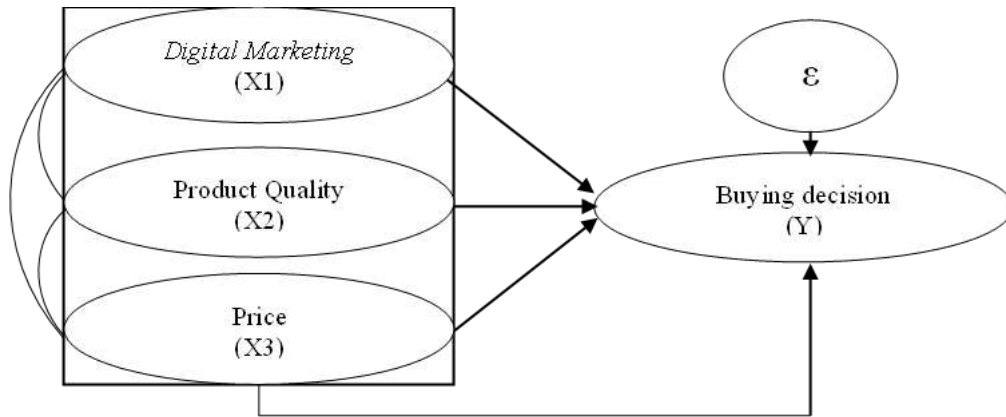 Digital Marketing
(X1)
Product Quality
(X2)
Price
(X3)
ε
Buying decision
(Y)